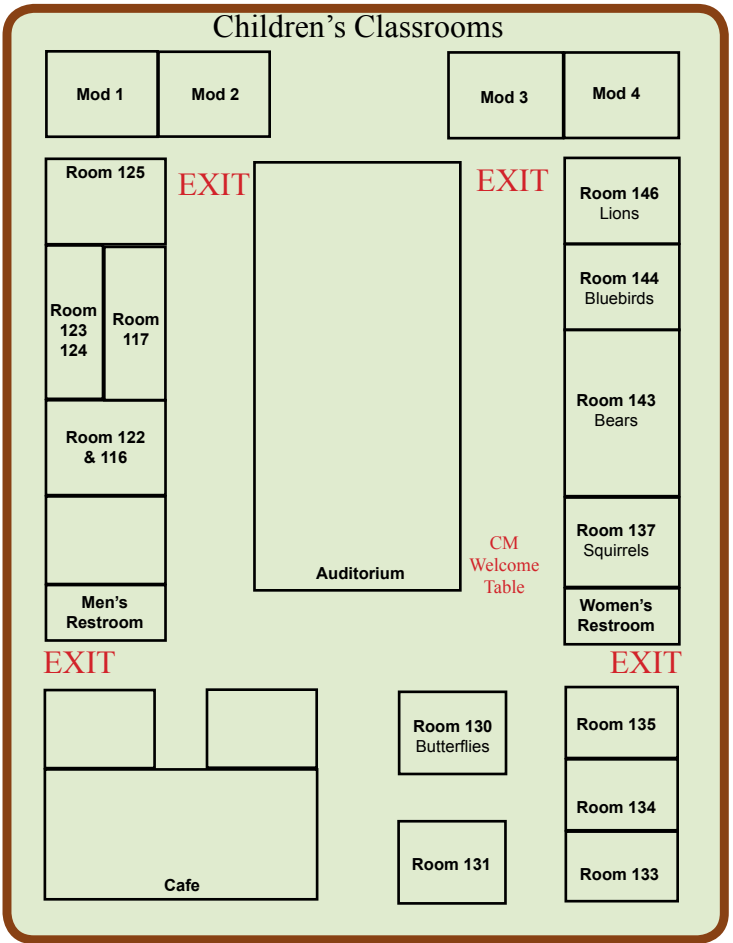 Children’s Classrooms
Mod 1
Mod 2
Mod 3
Mod 4
Room 125
EXIT
EXIT
Room 146
Lions
Room
123
124
Room
117
Room 144
Bluebirds
Room 122
& 116
Room 143
Bears
Auditorium
CM
Welcome
Table
Room 137
Squirrels
Men’s
Restroom
Women’s
Restroom
EXIT
EXIT
Room 130
Butterflies
Room 135
Room 134
Cafe
Room 131
Room 133